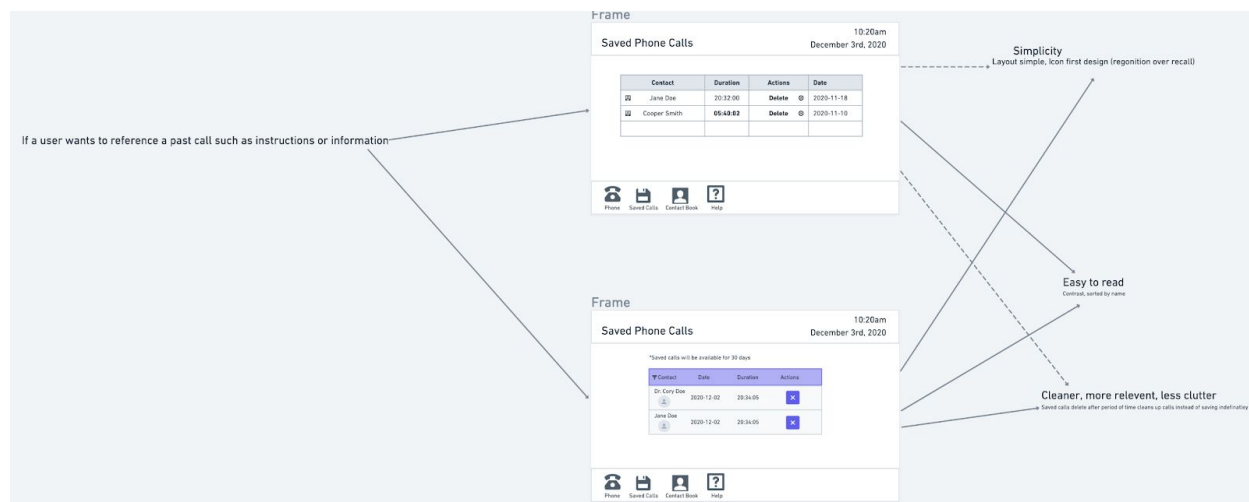 Frame
10:20am
Saved Phone Calls
December 3rd, 2020
Contact Duration Actions Date
Jane Doe 20:32:00 Delete 2020-11-18
Cooper Smith 05:40:02 Delete 2020-11-10
Phone Saved Calls Contact Book Help
Simplicity
Layout simple, Icon first design (regonition over recall)
If a user wants to reference a past call such as instructions or information
Easy to read
Contrast, sorted by name
Frame
10:20am
Saved Phone Calls
December 3rd, 2020
*Saved calls will be available for 30 days
Contact Date Duration Actions
Dr. Cory Doe
2020-12-02 20:34:05 ×
Jane Doe
2020-12-02 20:34:05 ×
Phone Saved Calls Contact Book Help
Cleaner, more relevent, less clutter
Saved calls delete after period of time cleans up calls instead of saving indefinatley